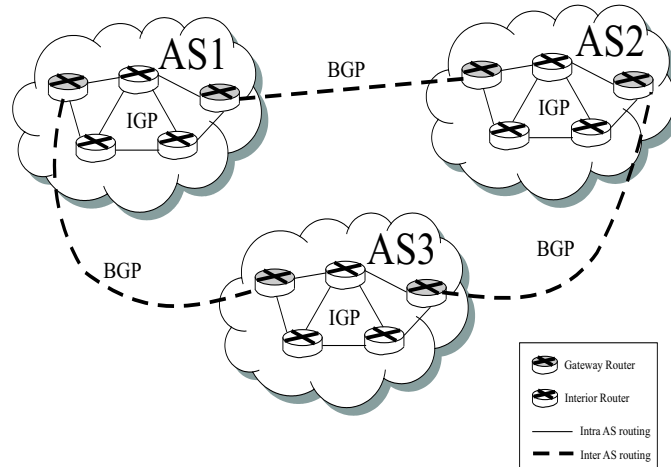 AS1
AS2
BGP
IGP
IGP
AS3
BGP
BGP
IGP
Gateway Router
Interior Router
Intra AS routing
Inter AS routing